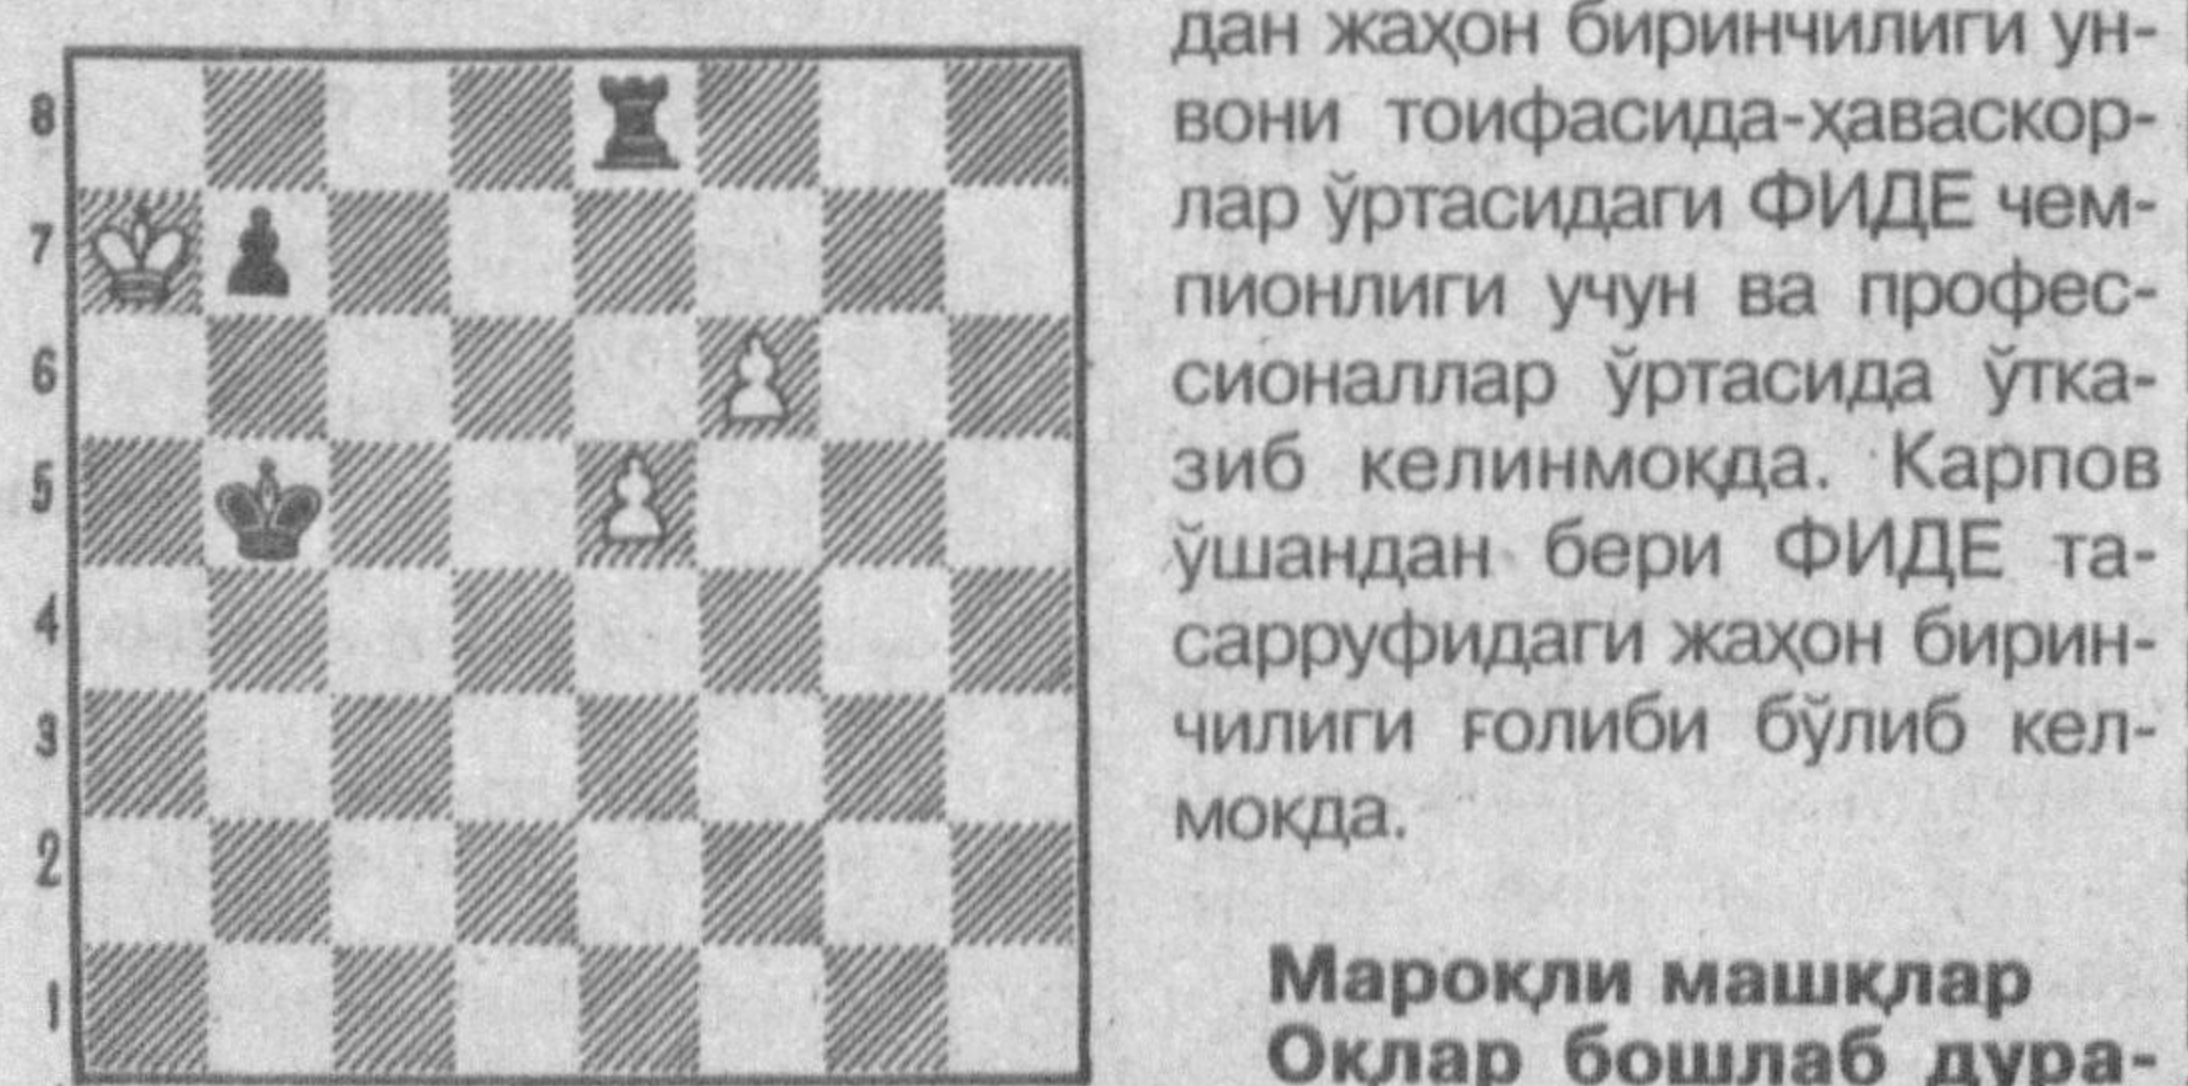 8
7
6
5
4
3
2
1
дан жаҳон биринчилиги ун-
вони тоифасида-ҳаваскор-
лар ўртасидаги ФИДЕ чем-
пионлиги учун ва профес-
сионаллар ўртасида ўтка-
зиб келинмоқда. Карпов
ўшандан бери ФИДЕ та-
сарруфидаги жаҳон бирин-
чилиги ғолиби бўлиб кел-
моқда.
Мароқли машқлар
Оқлар бошлаб дура-